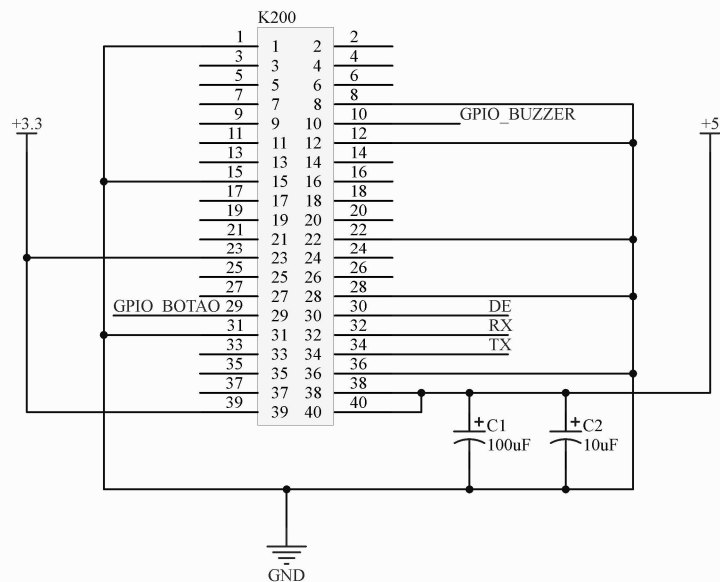 K200
1 1 2 2
3 3 4 4
5 5 6 6
7 7 8 8
9 9 10 10 GPIO_BUZZER
+3.3 +5
11 11 12 12
13 13 14 14
15 15 16 16
17 17 18 18
19 19 20 20
21 21 22 22
23 23 24 24
25 25 26 26
27 27 28 28
GPIO_BOTAO 29 29 30 30 DE
31 31 32 32 RX
33 33 34 34 TX
35 35 36 36
37 37 38 38
39 39 40 40
+ C1 + C2
100uF 10uF
GND